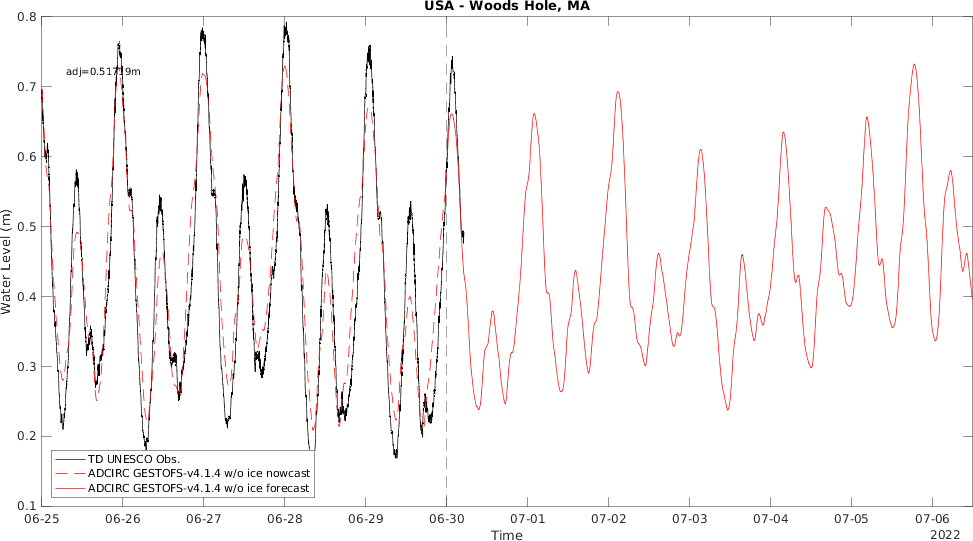 USA - Woods Hole, MA
0.8
0.7
0.6
0.5
0.4
0.3
0.2
0.1
Water Level (m)
TD UNESCO Obs.
ADCIRC GESTOFS-v4.1.4 w/o ice nowcast
ADCIRC GESTOFS-v4.1.4 w/o ice forecast
06-25 06-26 06-27 06-28 06-29 06-30 07-01 07-02 07-03 07-04 07-05 07-06
Time
2022